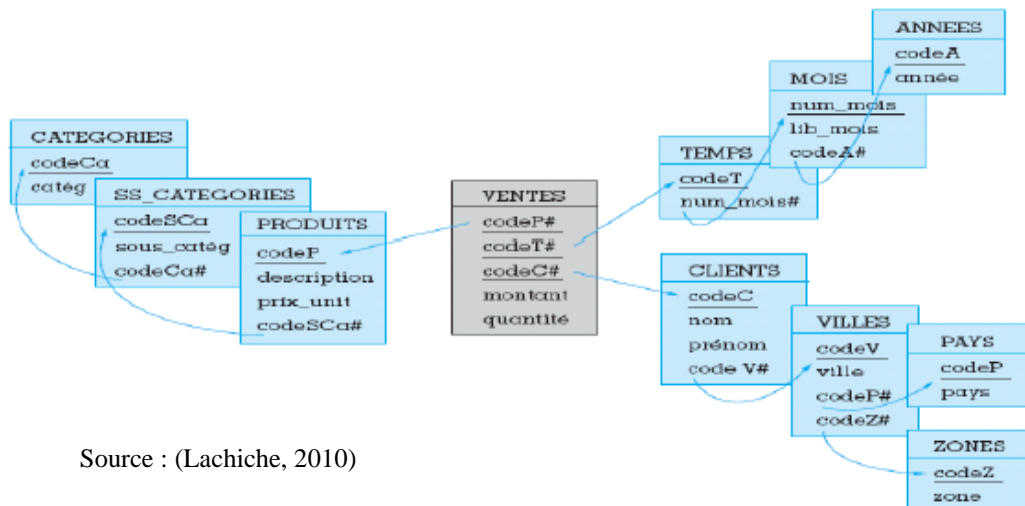 CATEGORIES
codeCa
catég
SS_CATEGORIES
codeSCa
sous_catég
codeCa#
PRODUITS
codeP
description
prix_unit
codeSCa#
VENTES
codeP#
codeT#
codeC#
montant
quantité
TEMPS
codeT
num_mois#
MOIS
num_mois
lib_mois
codeA#
ANNEES
codeA
année
CLIENTS
codeC
nom
prénom
code V#
VILLES
codeV
ville
codeP#
codeZ#
PAYS
codeP
pays
ZONES
codeZ
zone
Source : (Lachiche, 2010)